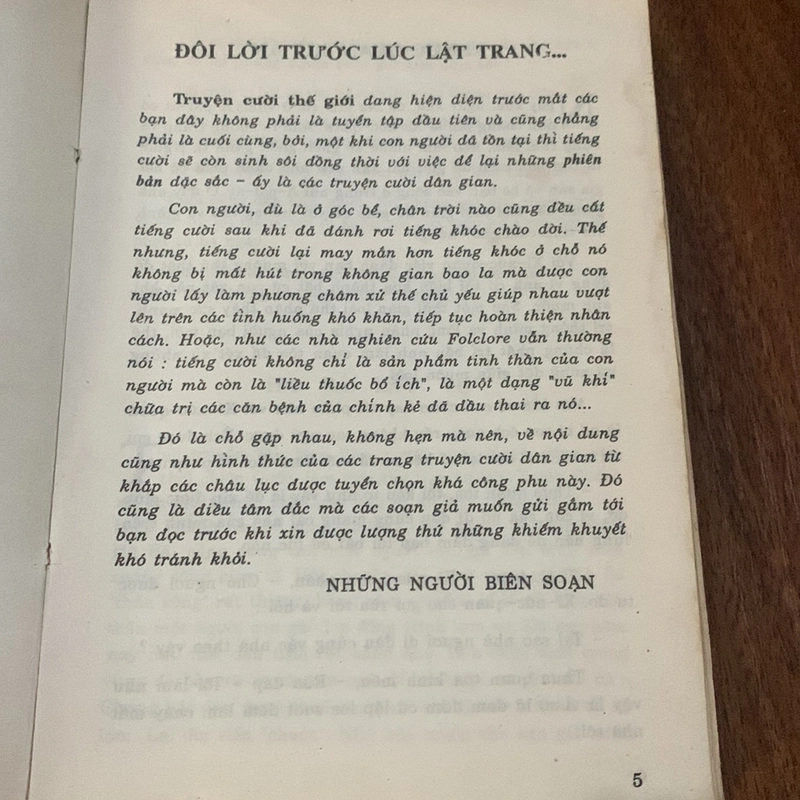 ĐÔI LỜI TRƯỚC LÚC LẬT TRANG...
Truyện cười thế giới đang hiện diện trước mắt các
bạn đây không phải là tuyển tập đầu tiên và cũng chẳng
phải là cuối cùng, bởi, một khi con người đã tồn tại thì tiếng
cười sẽ còn sinh sôi đồng thời với việc để lại những phiên
bản đặc sắc – ấy là các truyện cười dân gian.
Con người, dù là ở góc bể, chân trời nào cũng đều cất
tiếng cười sau khi đã đánh rơi tiếng khóc chào đời. Thế
nhưng, tiếng cười lại may mắn hơn tiếng khóc ở chỗ nó
không bị mất hút trong không gian bao la mà được con
người lấy làm phương châm xử thế chủ yếu giúp nhau vượt
lên trên các tình huống khó khăn, tiếp tục hoàn thiện nhân
cách. Hoặc, như các nhà nghiên cứu Folclore vẫn thường
nói : tiếng cười không chỉ là sản phẩm tinh thần của con
người mà còn là "liều thuốc bổ ích", là một dạng "vũ khí"
chữa trị các căn bệnh của chính kẻ đã đầu thai ra nó...
Đó là chỗ gặp nhau, không hẹn mà nên, về nội dung
cũng như hình thức của các trang truyện cười dân gian từ
khắp các châu lục được tuyển chọn khá công phu này. Đó
cũng là điều tâm đắc mà các soạn giả muốn gửi gắm tới
bạn đọc trước khi xin được lượng thứ những khiếm khuyết
khó tránh khỏi.
NHỮNG NGƯỜI BIÊN SOẠN
5